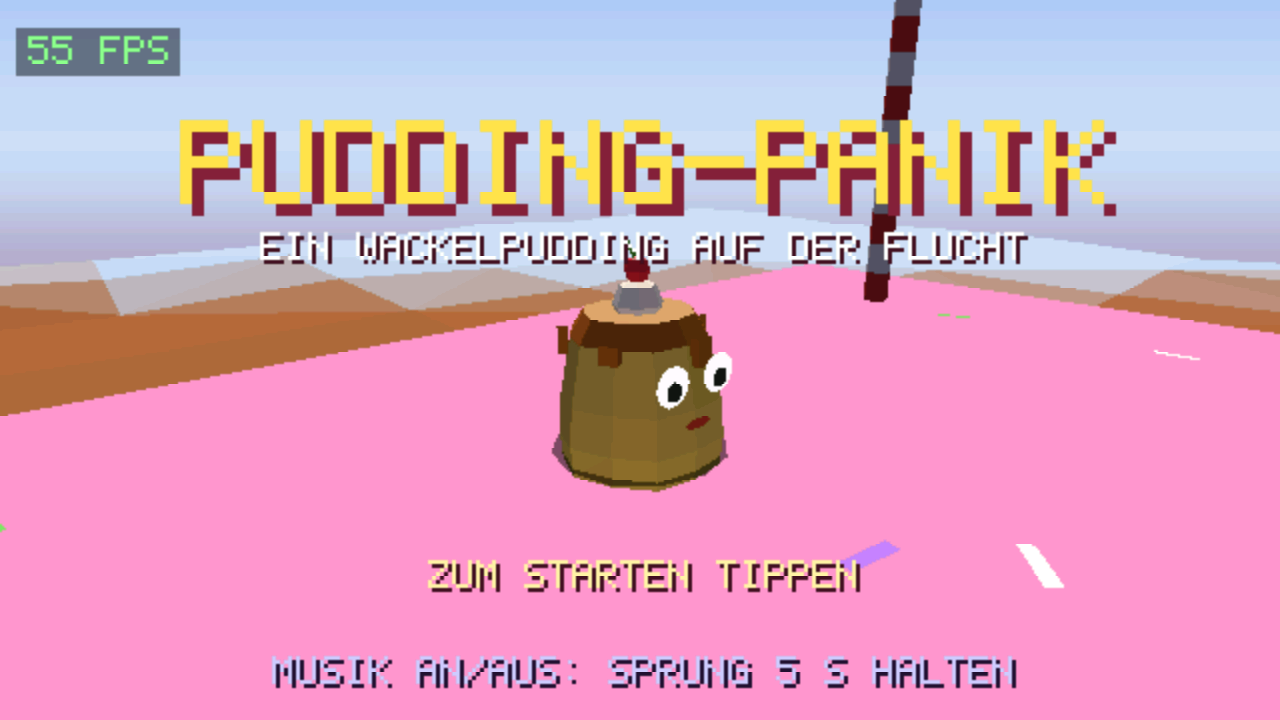 55 FPS
PUDDING-PANIK
EIN WACKELPUDDING AUF DER FLUCHT
ZUM STARTEN TIPPEN
MUSIK AN/AUS: SPRUNG 5 S HALTEN